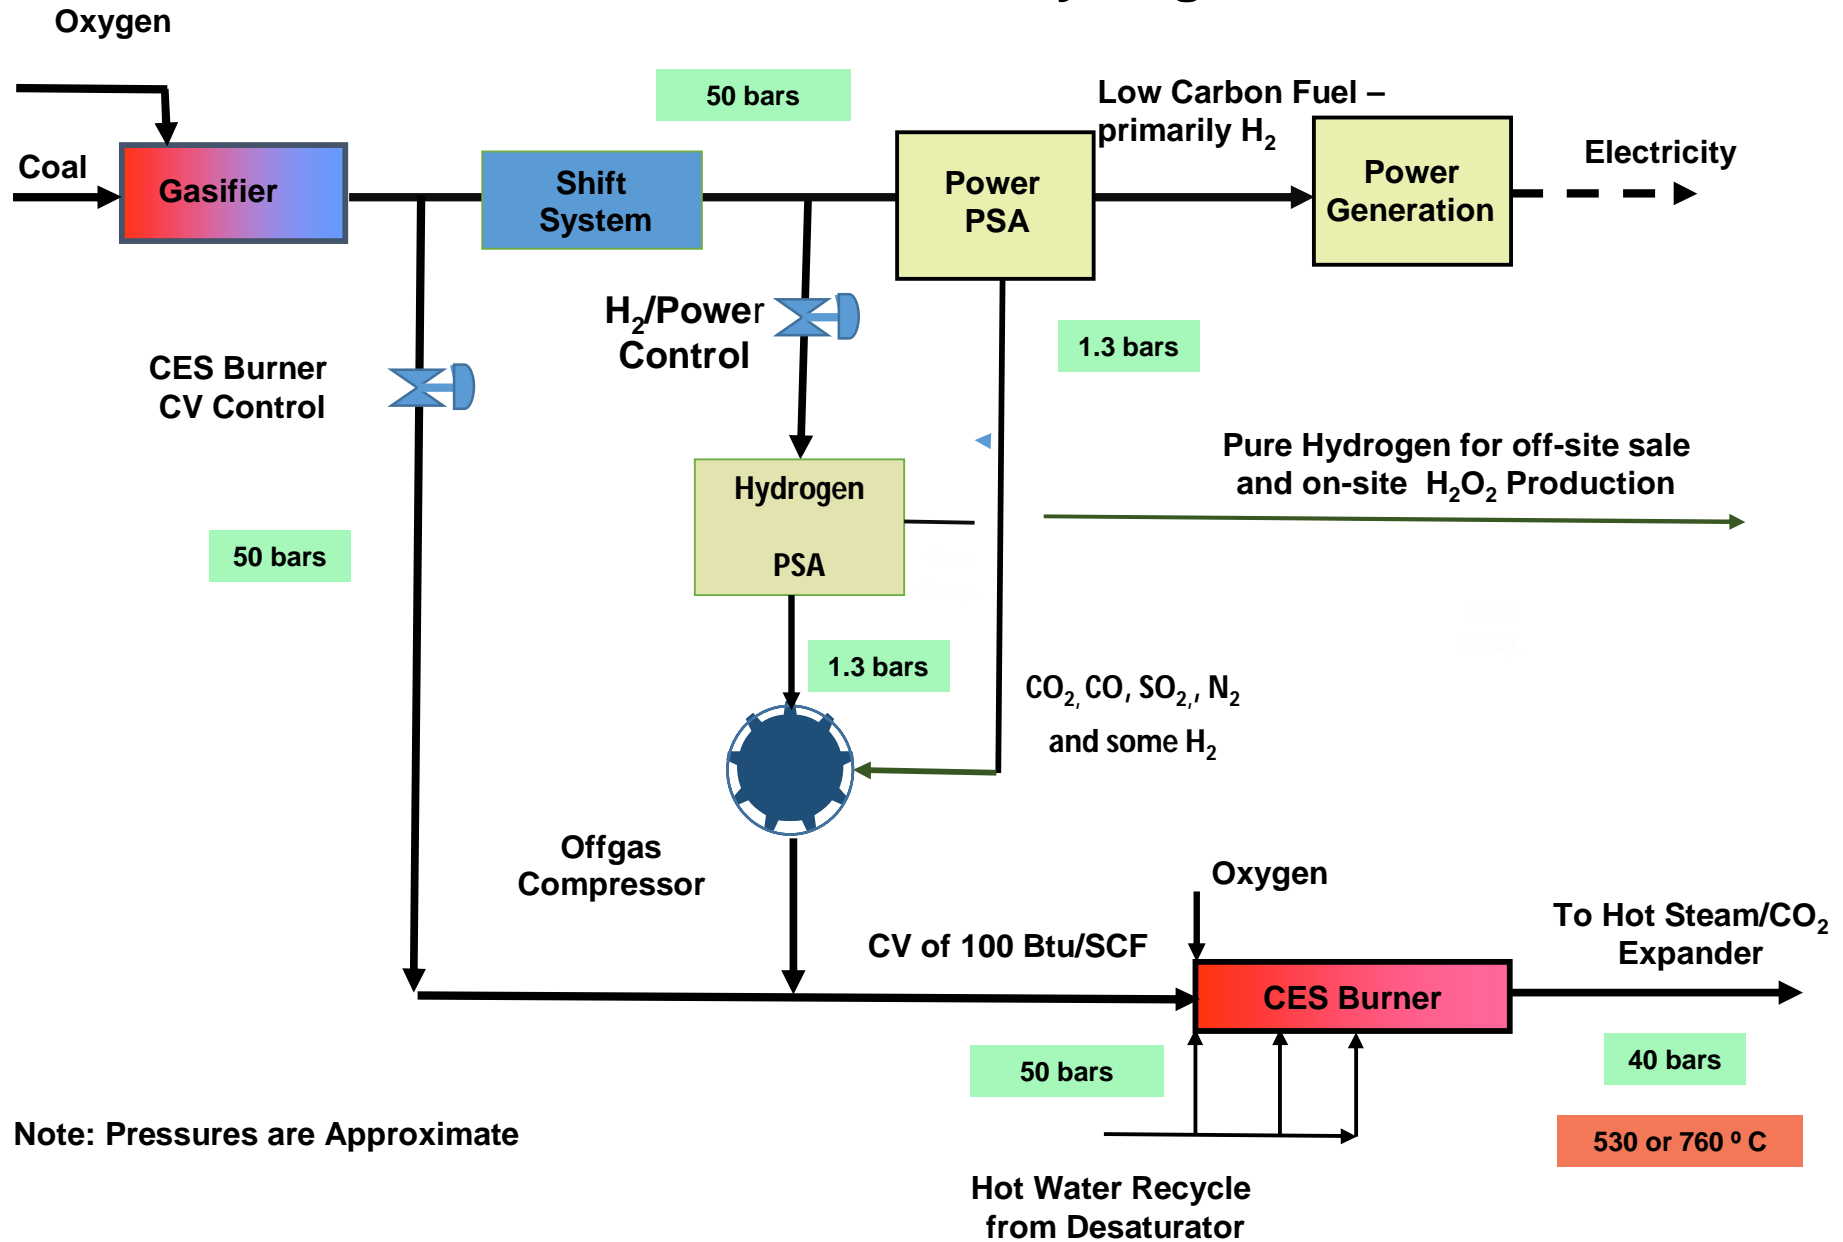 Oxygen
50 bars
Low Carbon Fuel –
primarily H₂
Coal
Gasifier
Shift
System
Power
PSA
Power
Generation
Electricity
H₂/Power
Control
1.3 bars
CES Burner
CV Control
Pure Hydrogen for off-site sale
and on-site H₂O₂ Production
Hydrogen
PSA
50 bars
1.3 bars
CO₂, CO, SO₂,, N₂
and some H₂
Offgas
Compressor
Oxygen
CV of 100 Btu/SCF
To Hot Steam/CO₂
Expander
CES Burner
50 bars
40 bars
Note: Pressures are Approximate
530 or 760 º C
Hot Water Recycle
from Desaturator